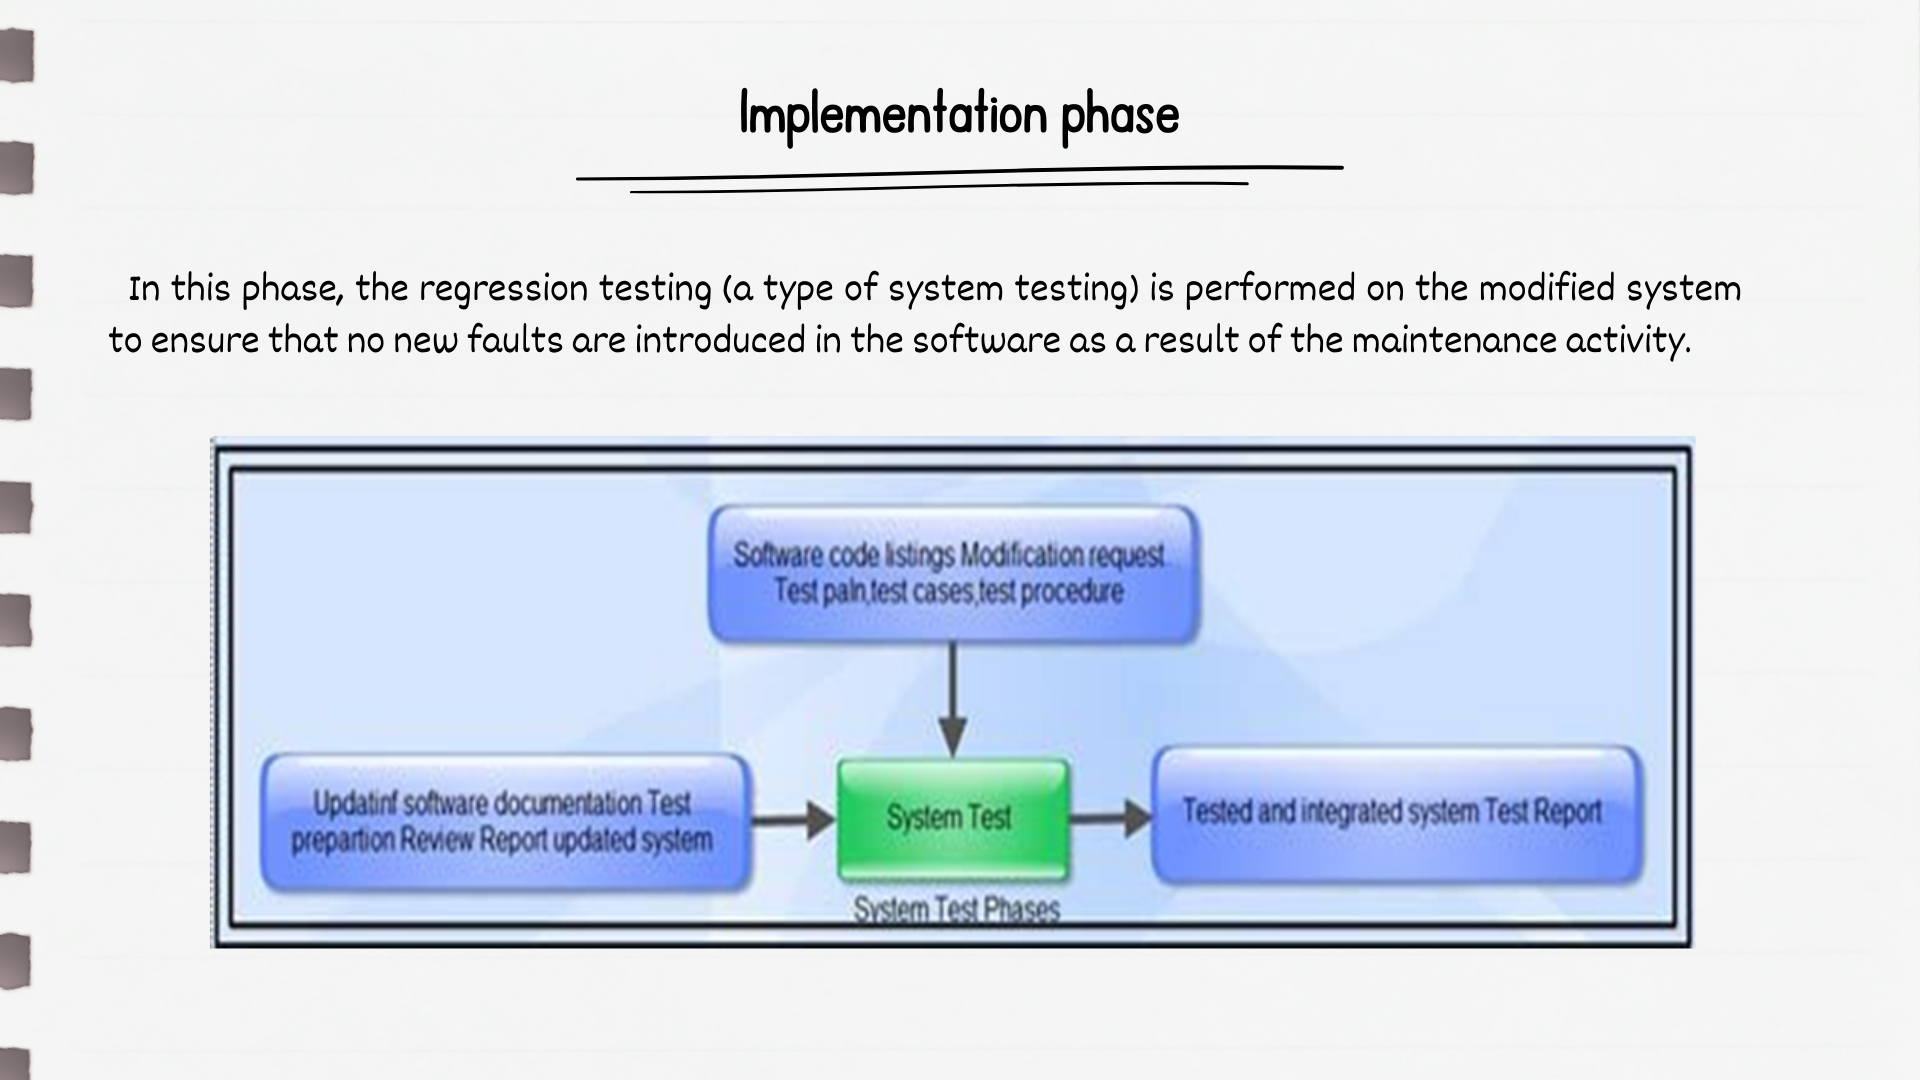 Implementation phase
In this phase, the regression testing (a type of system testing) is performed on the modified system
to ensure that no new faults are introduced in the software as a result of the maintenance activity.
Software code listings Modification request
Test paln,test cases,test procedure
Updatinf software documentation Test
prepartion Review Report updated system
System Test
Tested and integrated system Test Report
System Test Phases